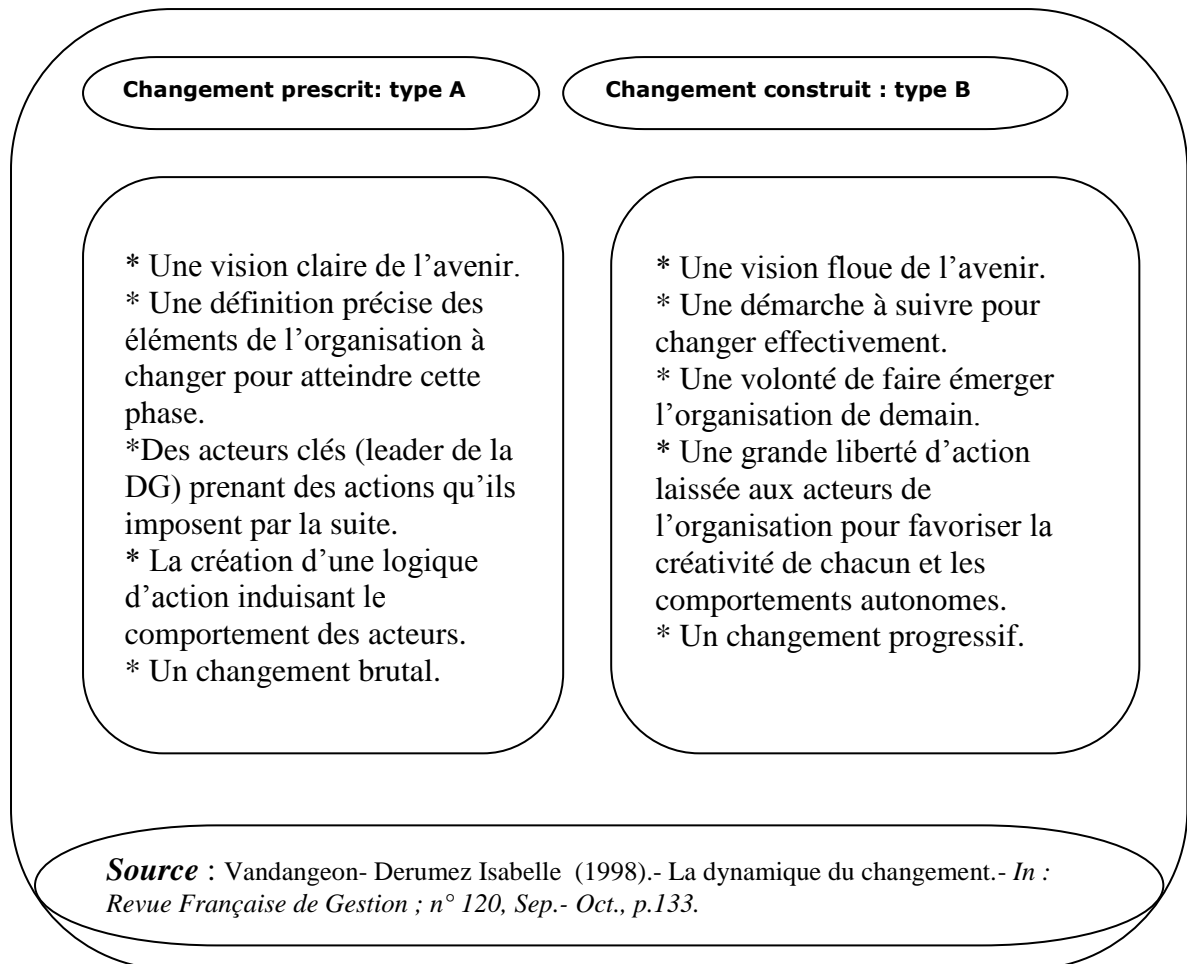 Changement prescrit: type A
Changement construit : type B
* Une vision claire de l’avenir.
* Une définition précise des
éléments de l’organisation à
changer pour atteindre cette
phase.
*Des acteurs clés (leader de la
DG) prenant des actions qu’ils
imposent par la suite.
* La création d’une logique
d’action induisant le
comportement des acteurs.
* Un changement brutal.
* Une vision floue de l’avenir.
* Une démarche à suivre pour
changer effectivement.
* Une volonté de faire émerger
l’organisation de demain.
* Une grande liberté d’action
laissée aux acteurs de
l’organisation pour favoriser la
créativité de chacun et les
comportements autonomes.
* Un changement progressif.
Source : Vandangeon- Derumez Isabelle (1998).- La dynamique du changement.- In :
Revue Française de Gestion ; n° 120, Sep.- Oct., p.133.